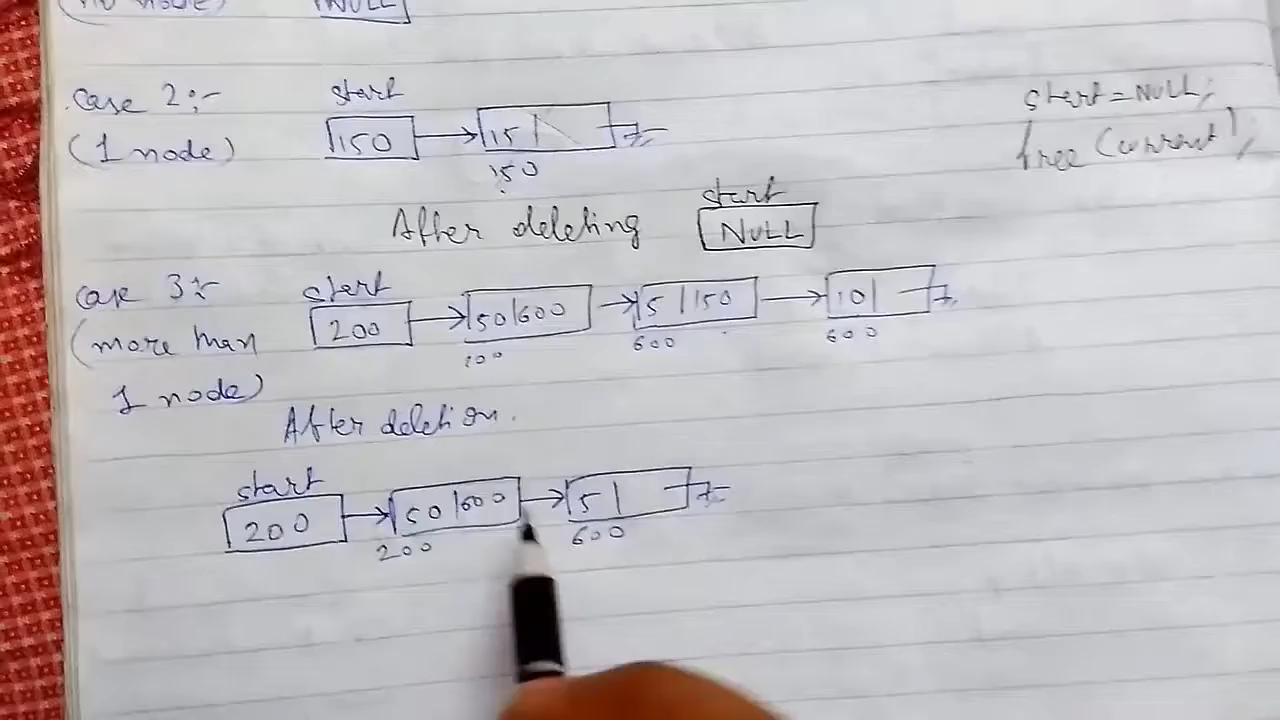 NULL
case 2:- start start=NULL;
(1 node) 150 15 free(current);
150
start
After deleting NULL
case 3:- start
200 50|600 5|150 10|
(more than 600 600
1 node)
After deletion.
start
200 50|600 5|
200 600